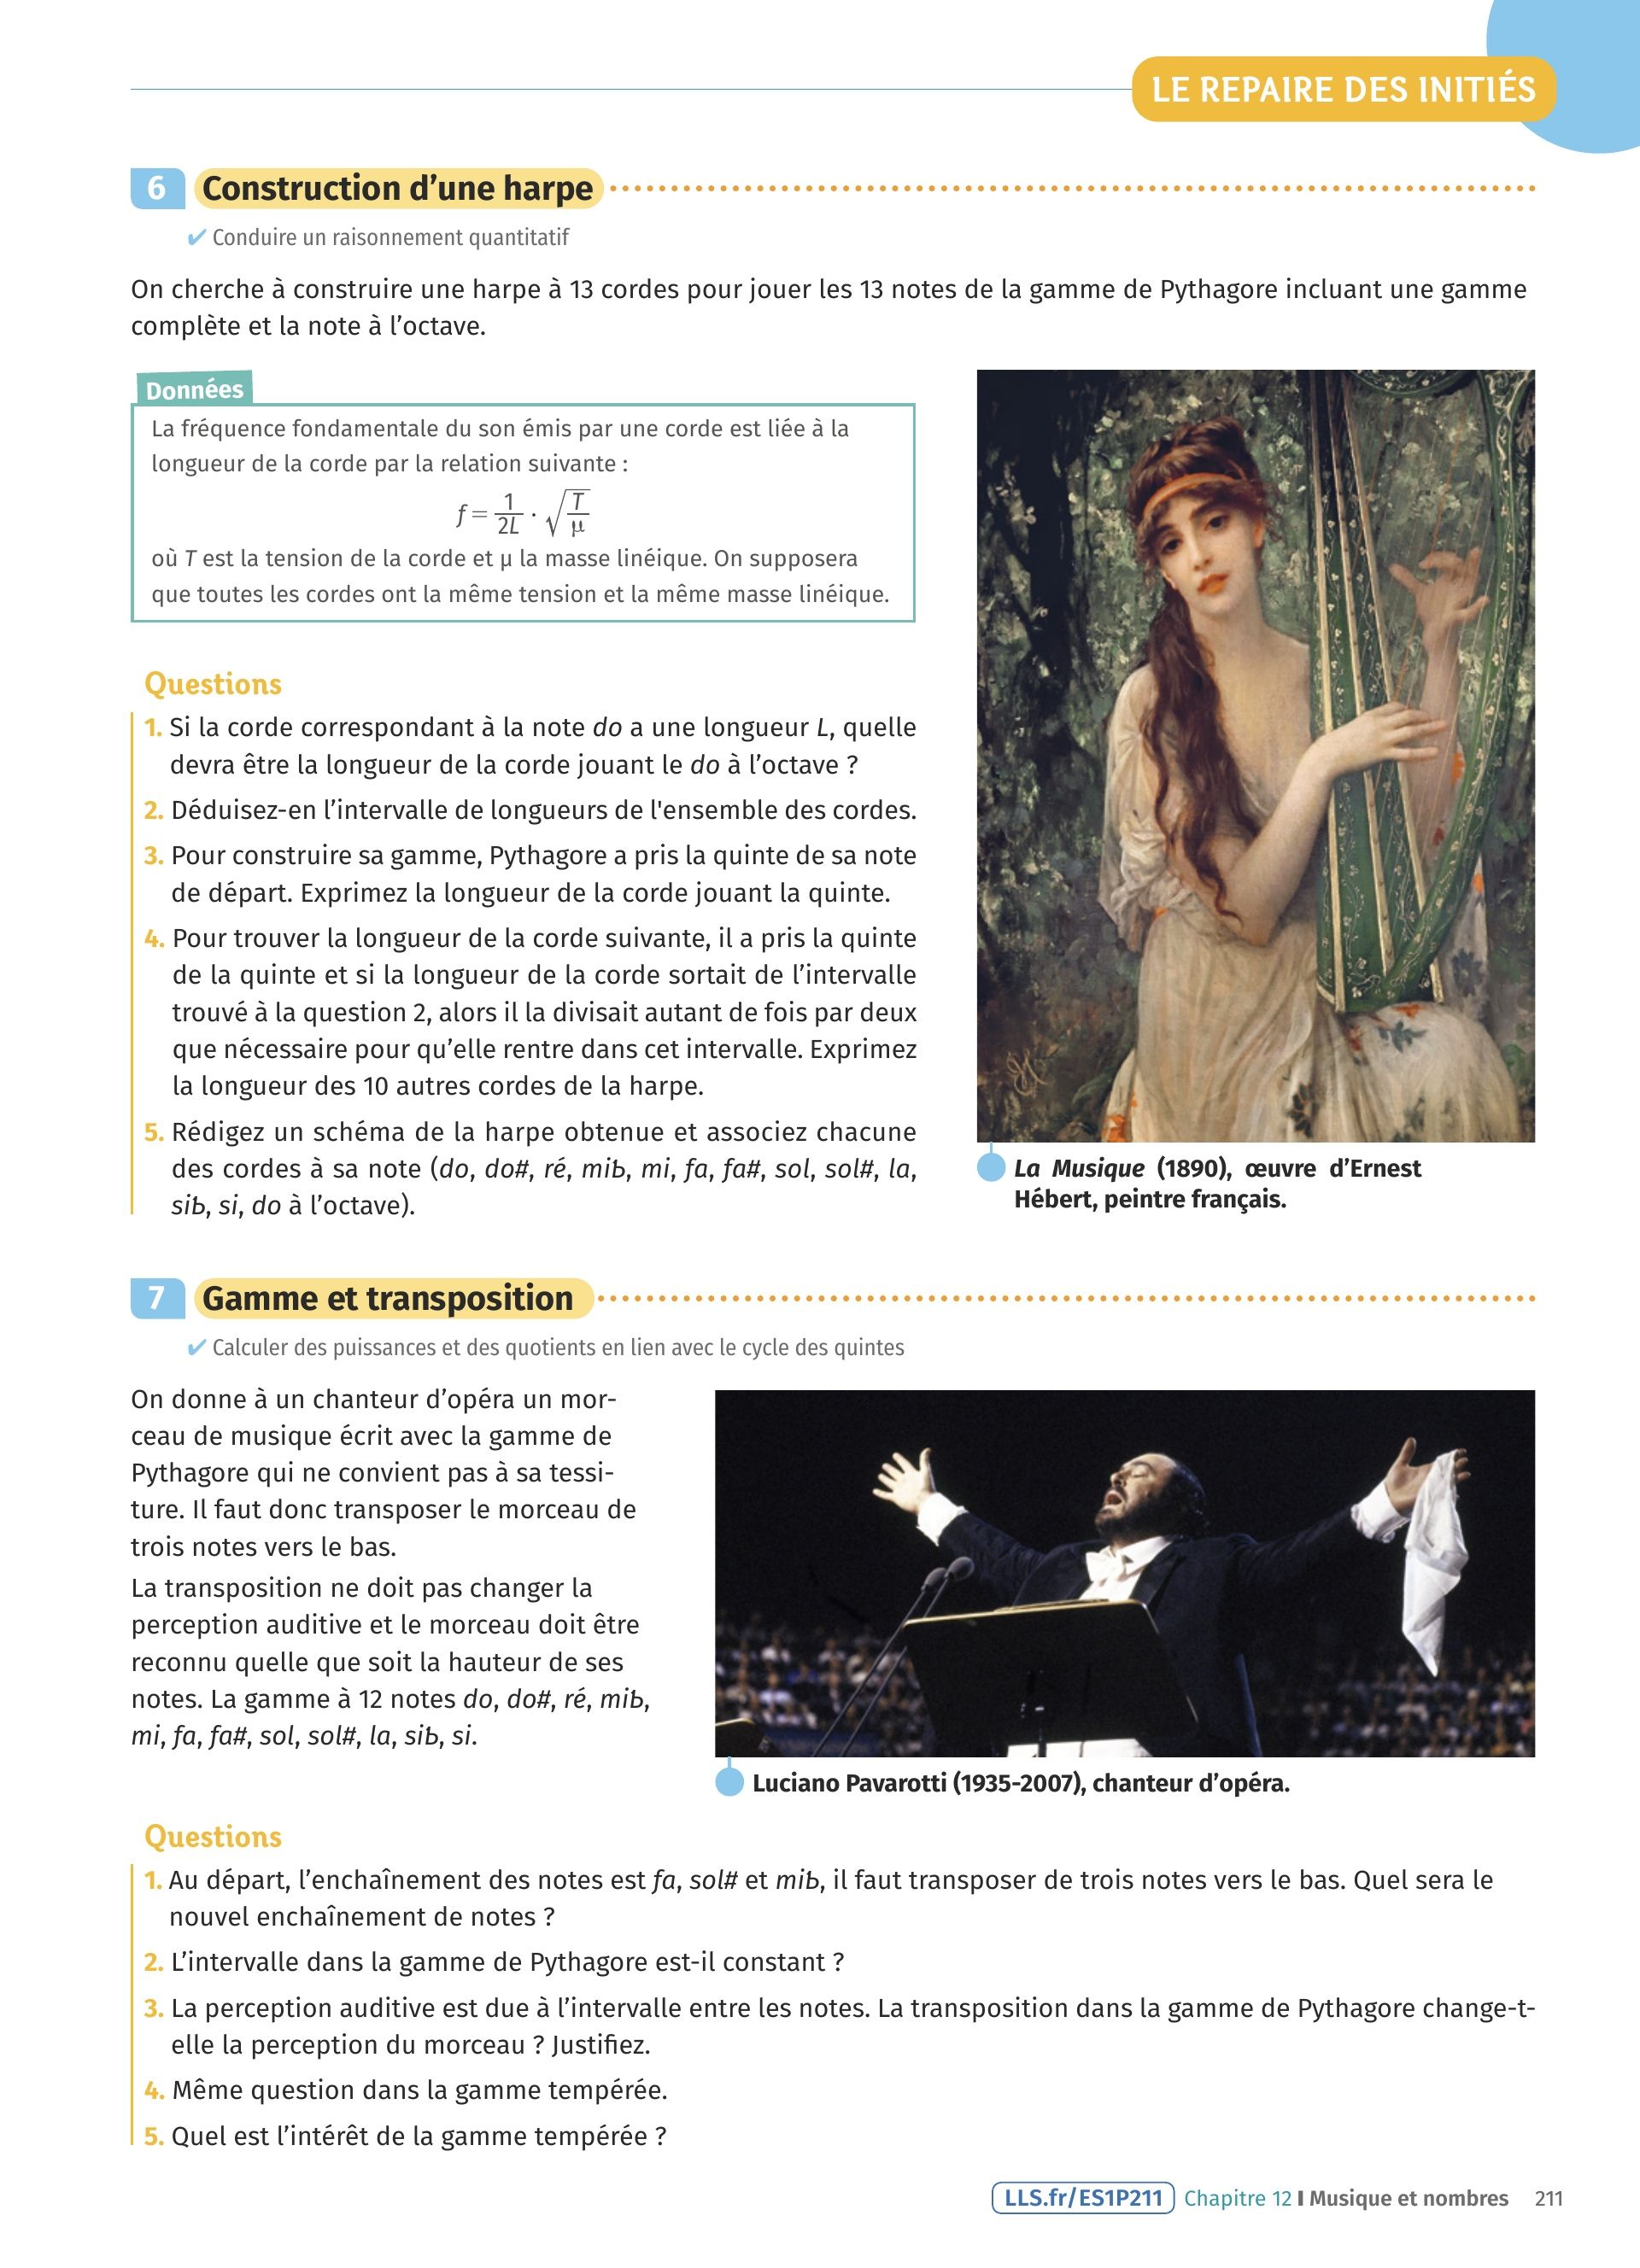 LE REPAIRE DES INITIÉS
6 Construction d’une harpe
✔ Conduire un raisonnement quantitatif
On cherche à construire une harpe à 13 cordes pour jouer les 13 notes de la gamme de Pythagore incluant une gamme
complète et la note à l’octave.
Données
La fréquence fondamentale du son émis par une corde est liée à la
longueur de la corde par la relation suivante :
f = 1/2L · √(T/μ)
où T est la tension de la corde et μ la masse linéique. On supposera
que toutes les cordes ont la même tension et la même masse linéique.
Questions
1. Si la corde correspondant à la note do a une longueur L, quelle
devra être la longueur de la corde jouant le do à l’octave ?
2. Déduisez-en l’intervalle de longueurs de l'ensemble des cordes.
3. Pour construire sa gamme, Pythagore a pris la quinte de sa note
de départ. Exprimez la longueur de la corde jouant la quinte.
4. Pour trouver la longueur de la corde suivante, il a pris la quinte
de la quinte et si la longueur de la corde sortait de l’intervalle
trouvé à la question 2, alors il la divisait autant de fois par deux
que nécessaire pour qu’elle rentre dans cet intervalle. Exprimez
la longueur des 10 autres cordes de la harpe.
5. Rédigez un schéma de la harpe obtenue et associez chacune
des cordes à sa note (do, do#, ré, mi♭, mi, fa, fa#, sol, sol#, la,
si♭, si, do à l’octave).
La Musique (1890), œuvre d’Ernest
Hébert, peintre français.
7 Gamme et transposition
✔ Calculer des puissances et des quotients en lien avec le cycle des quintes
On donne à un chanteur d’opéra un mor-
ceau de musique écrit avec la gamme de
Pythagore qui ne convient pas à sa tessi-
ture. Il faut donc transposer le morceau de
trois notes vers le bas.
La transposition ne doit pas changer la
perception auditive et le morceau doit être
reconnu quelle que soit la hauteur de ses
notes. La gamme à 12 notes do, do#, ré, mi♭,
mi, fa, fa#, sol, sol#, la, si♭, si.
Luciano Pavarotti (1935-2007), chanteur d’opéra.
Questions
1. Au départ, l’enchaînement des notes est fa, sol# et mi♭, il faut transposer de trois notes vers le bas. Quel sera le
nouvel enchaînement de notes ?
2. L’intervalle dans la gamme de Pythagore est-il constant ?
3. La perception auditive est due à l’intervalle entre les notes. La transposition dans la gamme de Pythagore change-t-
elle la perception du morceau ? Justifiez.
4. Même question dans la gamme tempérée.
5. Quel est l’intérêt de la gamme tempérée ?
LLS.fr/ES1P211 Chapitre 12 I Musique et nombres 211